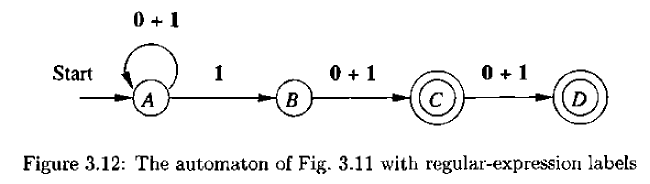 0 + 1
Start 1 0 + 1 0 + 1
A B C D
Figure 3.12: The automaton of Fig. 3.11 with regular-expression labels